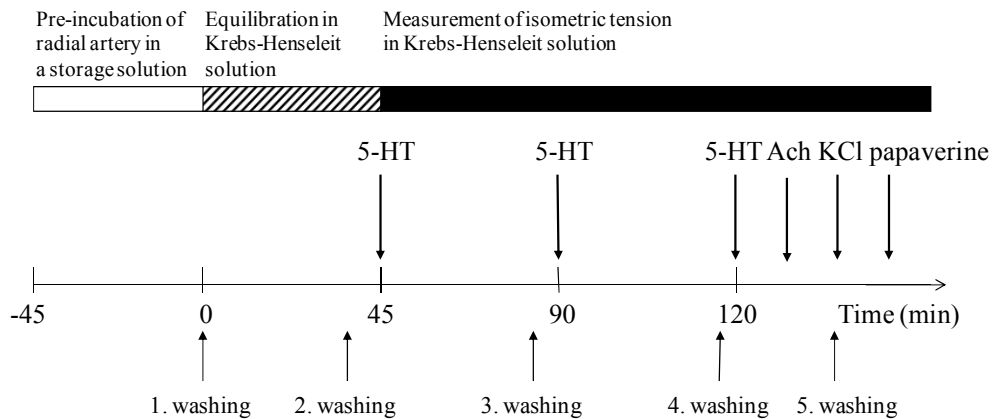 Pre-incubation of
radial artery in
a storage solution
Equilibration in
Krebs-Henseleit
solution
Measurement of isometric tension
in Krebs-Henseleit solution
5-HT 5-HT 5-HT Ach KCl papaverine
-45 0 45 90 120 Time (min)
1. washing 2. washing 3. washing 4. washing 5. washing